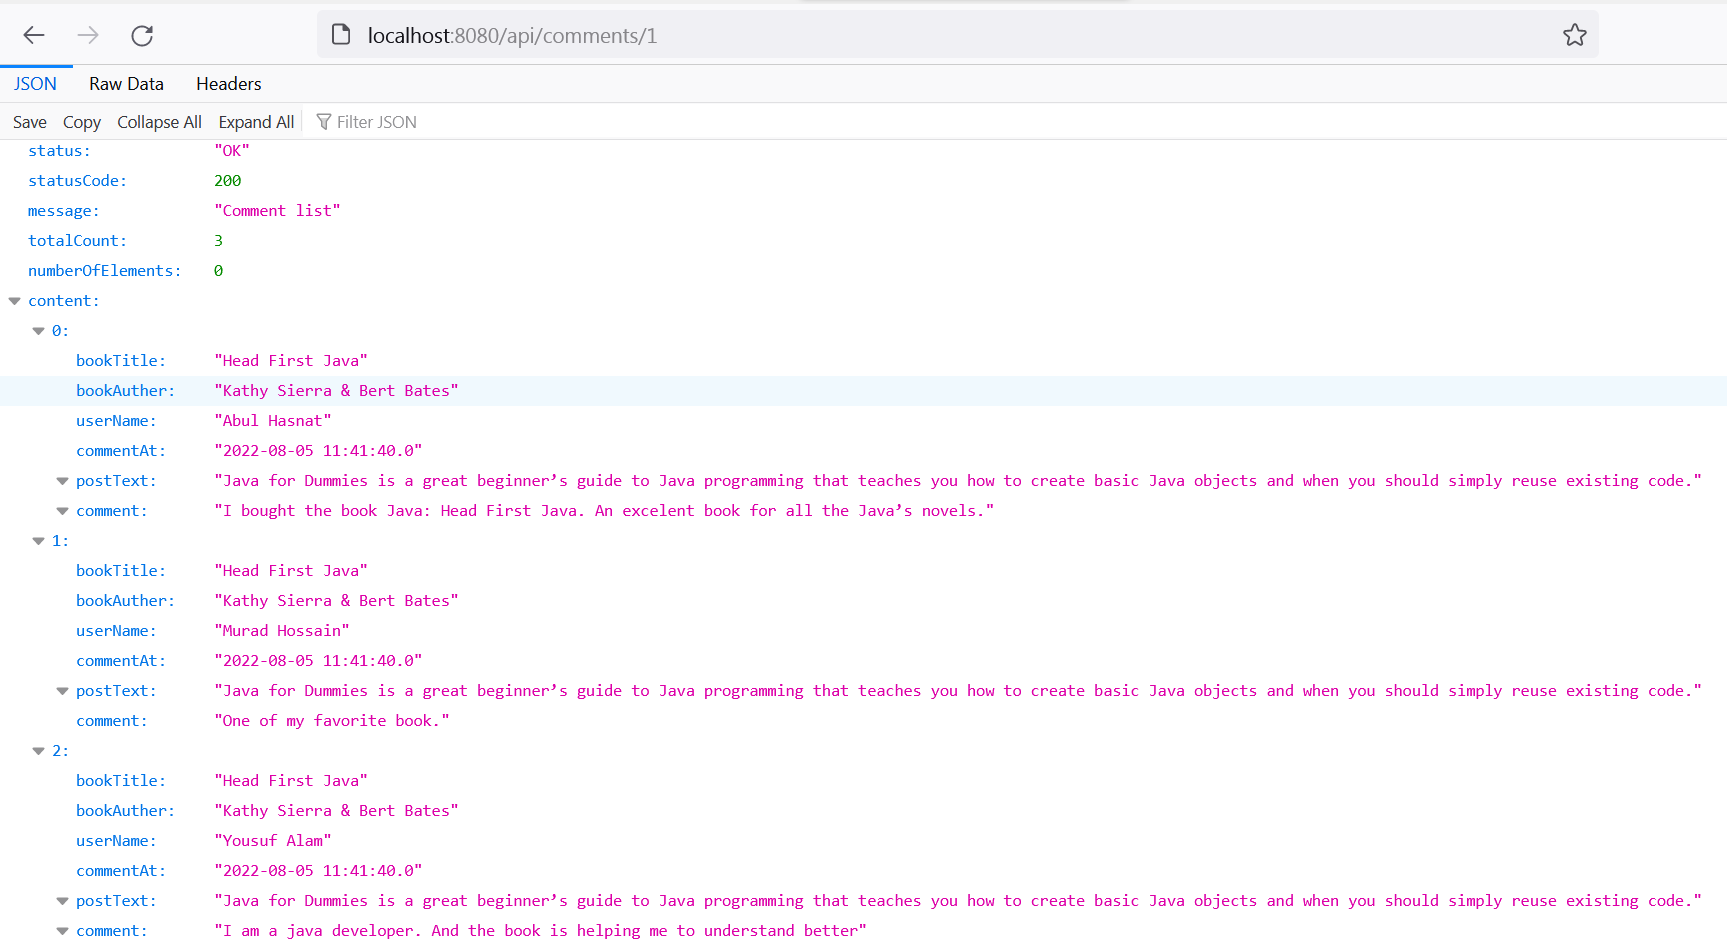 localhost:8080/api/comments/1
JSON Raw Data Headers
Save Copy Collapse All Expand All Filter JSON
status: "OK"
statusCode: 200
message: "Comment list"
totalCount: 3
numberOfElements: 0
content:
0:
bookTitle: "Head First Java"
bookAuther: "Kathy Sierra & Bert Bates"
userName: "Abul Hasnat"
commentAt: "2022-08-05 11:41:40.0"
postText: "Java for Dummies is a great beginner’s guide to Java programming that teaches you how to create basic Java objects and when you should simply reuse existing code."
comment: "I bought the book Java: Head First Java. An excelent book for all the Java’s novels."
1:
bookTitle: "Head First Java"
bookAuther: "Kathy Sierra & Bert Bates"
userName: "Murad Hossain"
commentAt: "2022-08-05 11:41:40.0"
postText: "Java for Dummies is a great beginner’s guide to Java programming that teaches you how to create basic Java objects and when you should simply reuse existing code."
comment: "One of my favorite book."
2:
bookTitle: "Head First Java"
bookAuther: "Kathy Sierra & Bert Bates"
userName: "Yousuf Alam"
commentAt: "2022-08-05 11:41:40.0"
postText: "Java for Dummies is a great beginner’s guide to Java programming that teaches you how to create basic Java objects and when you should simply reuse existing code."
comment: "I am a java developer. And the book is helping me to understand better"